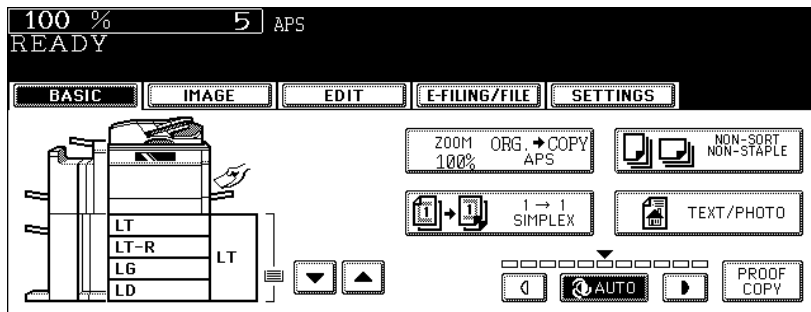 100 % 5 APS
READY
BASIC IMAGE EDIT E-FILING/FILE SETTINGS
ZOOM ORG.➔COPY
100% APS
NON-SORT
NON-STAPLE
1 → 1
SIMPLEX
TEXT/PHOTO
LT
LT-R
LG
LD
LT
AUTO
PROOF
COPY